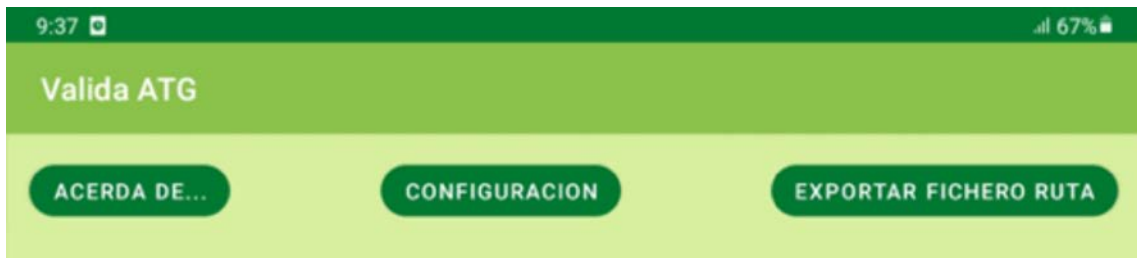 9:37 67%
Valida ATG
ACERDA DE... CONFIGURACION EXPORTAR FICHERO RUTA